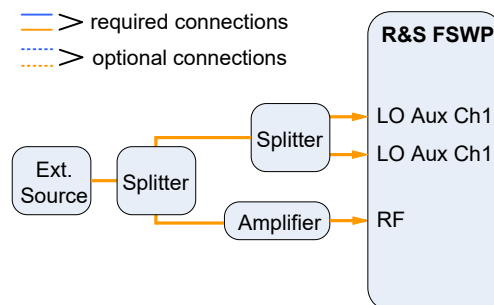 > required connections
> optional connections
R&S FSWP
LO Aux Ch1
Splitter
LO Aux Ch1
Ext.
Source
Splitter
Amplifier
RF